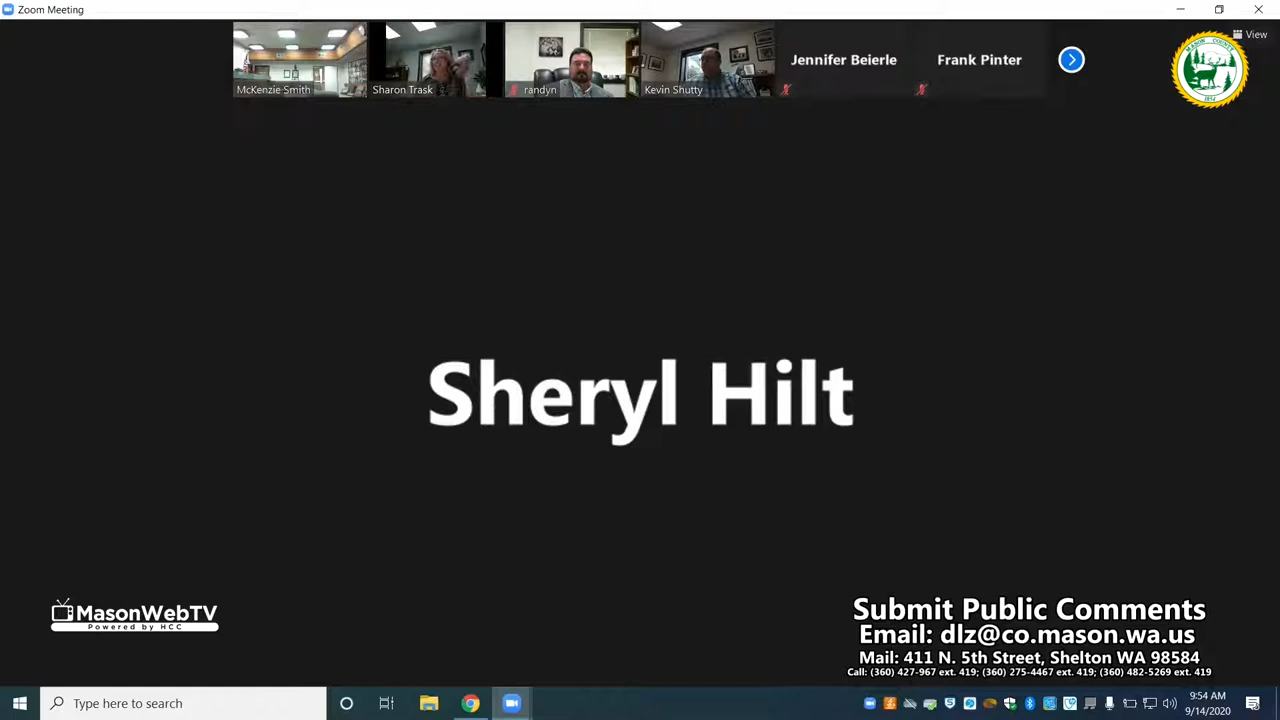 Zoom Meeting
View
McKenzie Smith
Sharon Trask
randyn
Kevin Shutty
Jennifer Beierle
Frank Pinter
MASON COUNTY
1854
Sheryl Hilt
MasonWebTV
Powered by HCC
Submit Public Comments
Email: dlz@co.mason.wa.us
Mail: 411 N. 5th Street, Shelton WA 98584
Call: (360) 427-967 ext. 419; (360) 275-4467 ext. 419; (360) 482-5269 ext. 419
Type here to search
9:54 AM
9/14/2020